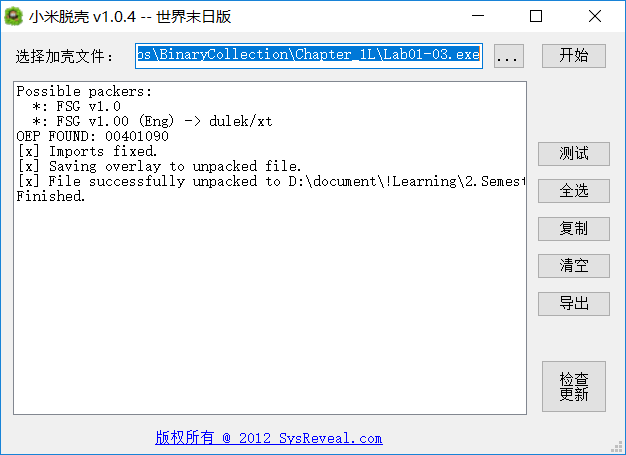 小米脱壳 v1.0.4 -- 世界末日版
选择加壳文件： os\BinaryCollection\Chapter_1L\Lab01-03.exe ... 开始
Possible packers:
*: FSG v1.0
*: FSG v1.00 (Eng) -> dulek/xt
OEP FOUND: 00401090
[x] Imports fixed.
[x] Saving overlay to unpacked file.
[x] File successfully unpacked to D:\document\!Learning\2.Semest
Finished.
测试
全选
复制
清空
导出
检查
更新
版权所有 @ 2012 SysReveal.com